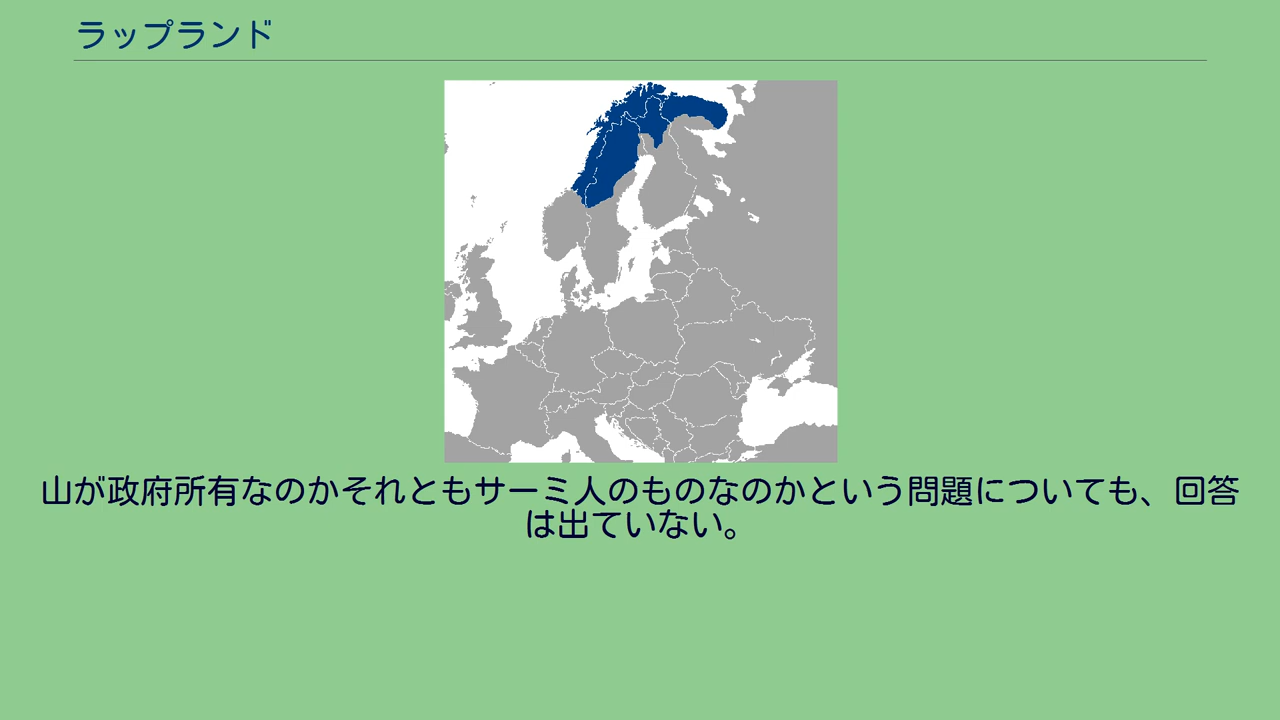 ラップランド
山が政府所有なのかそれともサーミ人のものなのかという問題についても、回答
は出ていない。